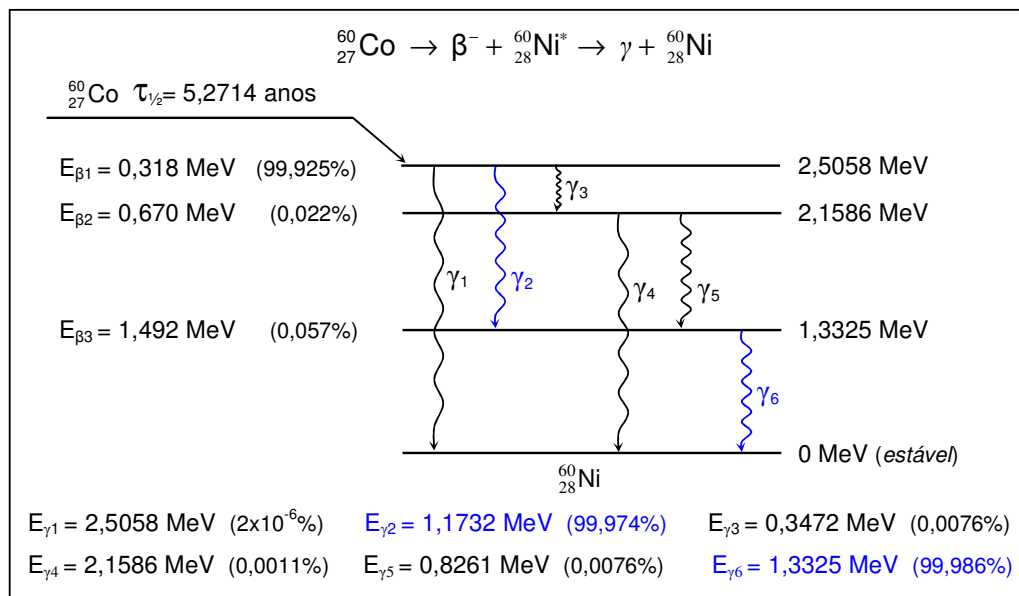 ⁶⁰₂₇Co → β⁻ + ⁶⁰₂₈Ni* → γ + ⁶⁰₂₈Ni
⁶⁰₂₇Co τ½= 5,2714 anos
Eβ1 = 0,318 MeV (99,925%) 2,5058 MeV
γ3
Eβ2 = 0,670 MeV (0,022%) 2,1586 MeV
γ1 γ2 γ4 γ5
Eβ3 = 1,492 MeV (0,057%) 1,3325 MeV
γ6
0 MeV (estável)
⁶⁰₂₈Ni
Eγ1 = 2,5058 MeV (2x10⁻⁶%) Eγ2 = 1,1732 MeV (99,974%) Eγ3 = 0,3472 MeV (0,0076%)
Eγ4 = 2,1586 MeV (0,0011%) Eγ5 = 0,8261 MeV (0,0076%) Eγ6 = 1,3325 MeV (99,986%)